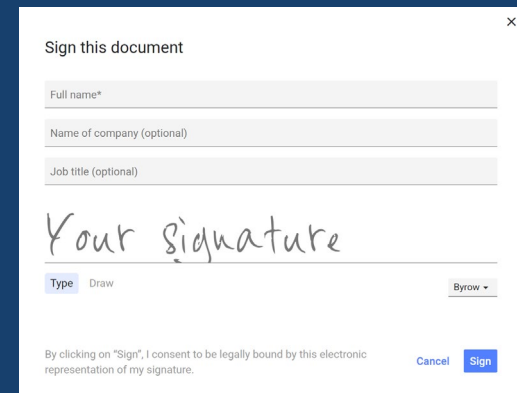 Sign this document
Full name*
Name of company (optional)
Job title (optional)
Your signature
Type Draw
Byrow
By clicking on “Sign”, I consent to be legally bound by this electronic
representation of my signature.
Cancel Sign